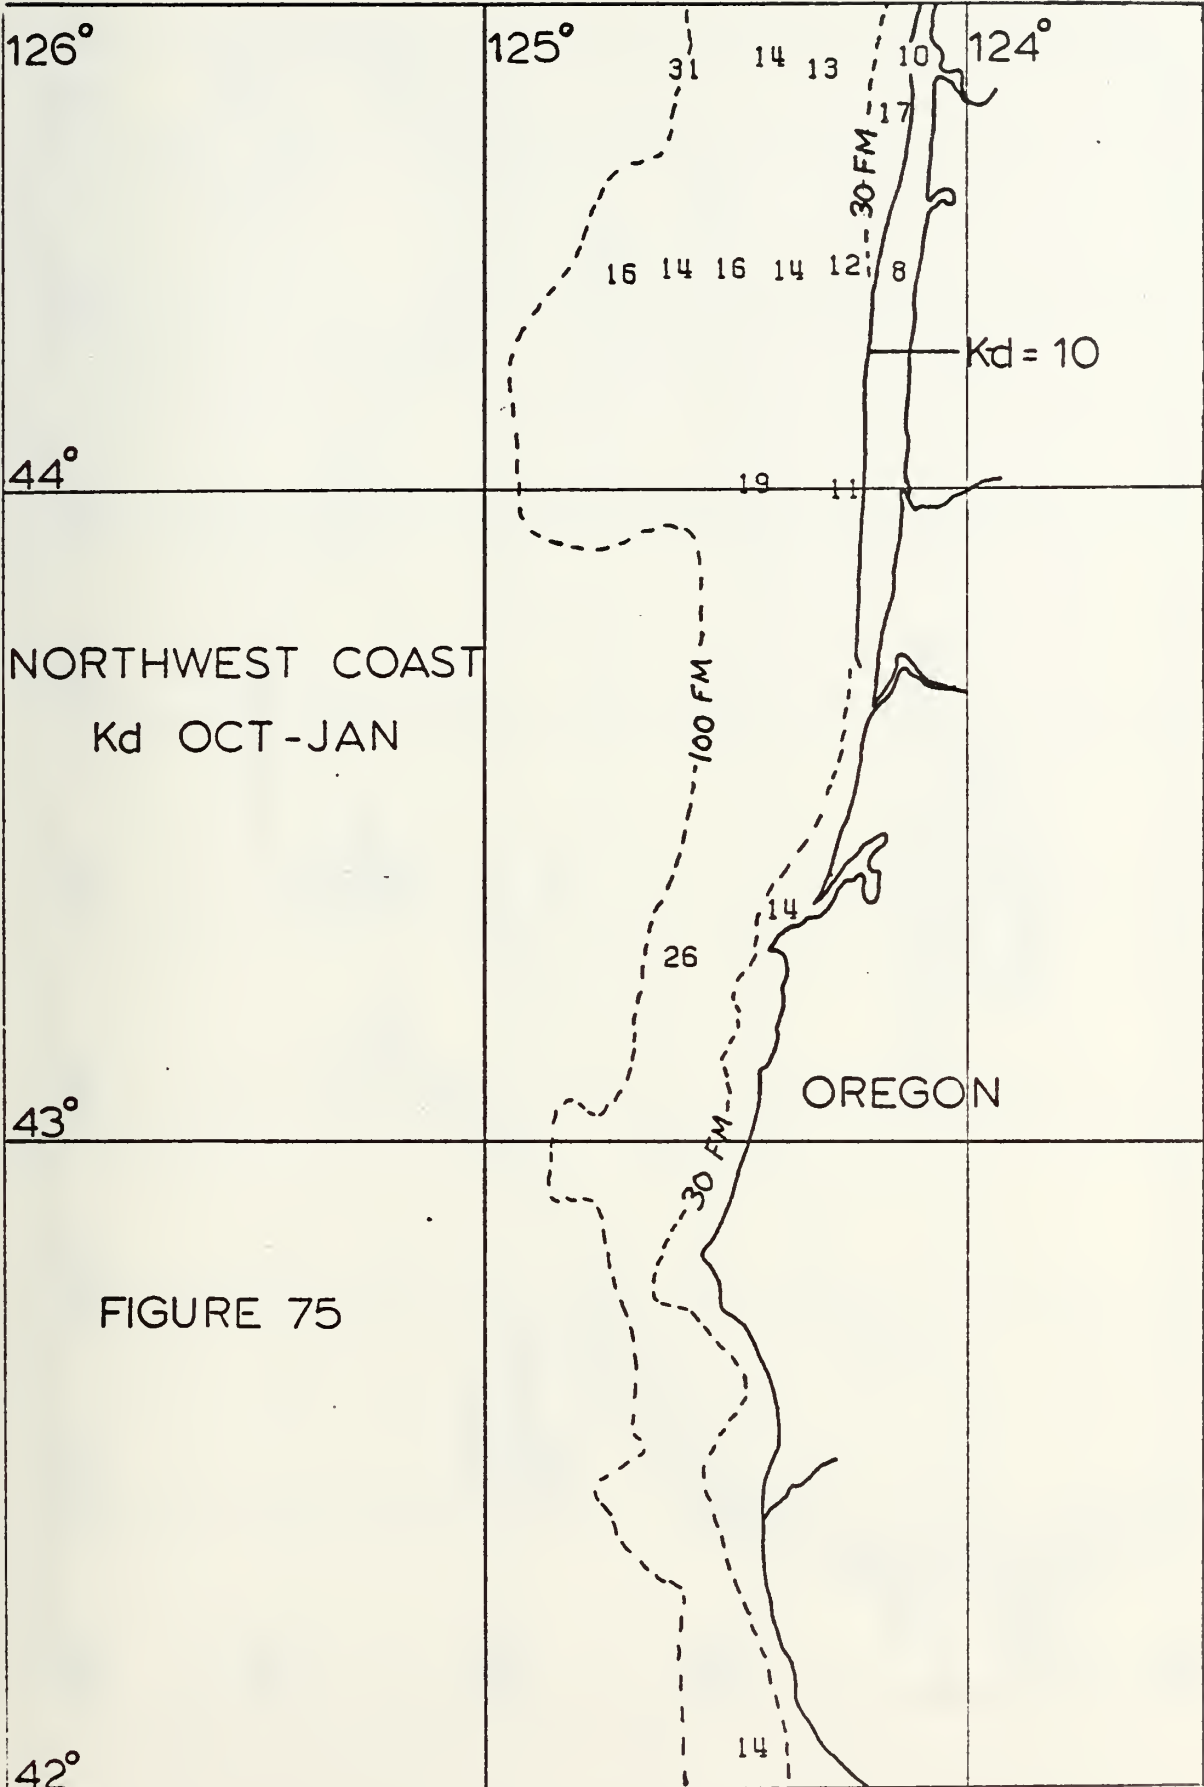 126°
125°
124°
31
14
13
10
17
30 FM
16 14 16 14 12 8
Kd = 10
44°
19
11
NORTHWEST COAST
Kd OCT-JAN
100 FM
14
26
OREGON
43°
30 FM
FIGURE 75
14
42°